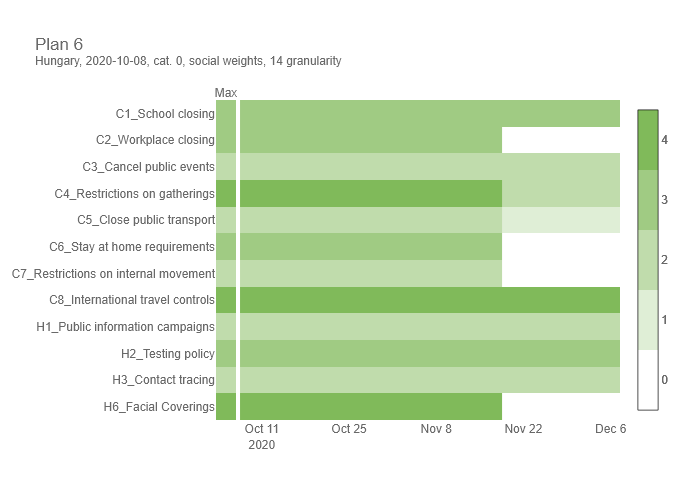 Plan 6
Hungary, 2020-10-08, cat. 0, social weights, 14 granularity
Max
C1_School closing
C2_Workplace closing
C3_Cancel public events
C4_Restrictions on gatherings
C5_Close public transport
C6_Stay at home requirements
C7_Restrictions on internal movement
C8_International travel controls
H1_Public information campaigns
H2_Testing policy
H3_Contact tracing
H6_Facial Coverings
Oct 11 Oct 25 Nov 8 Nov 22 Dec 6
2020
4
3
2
1
0